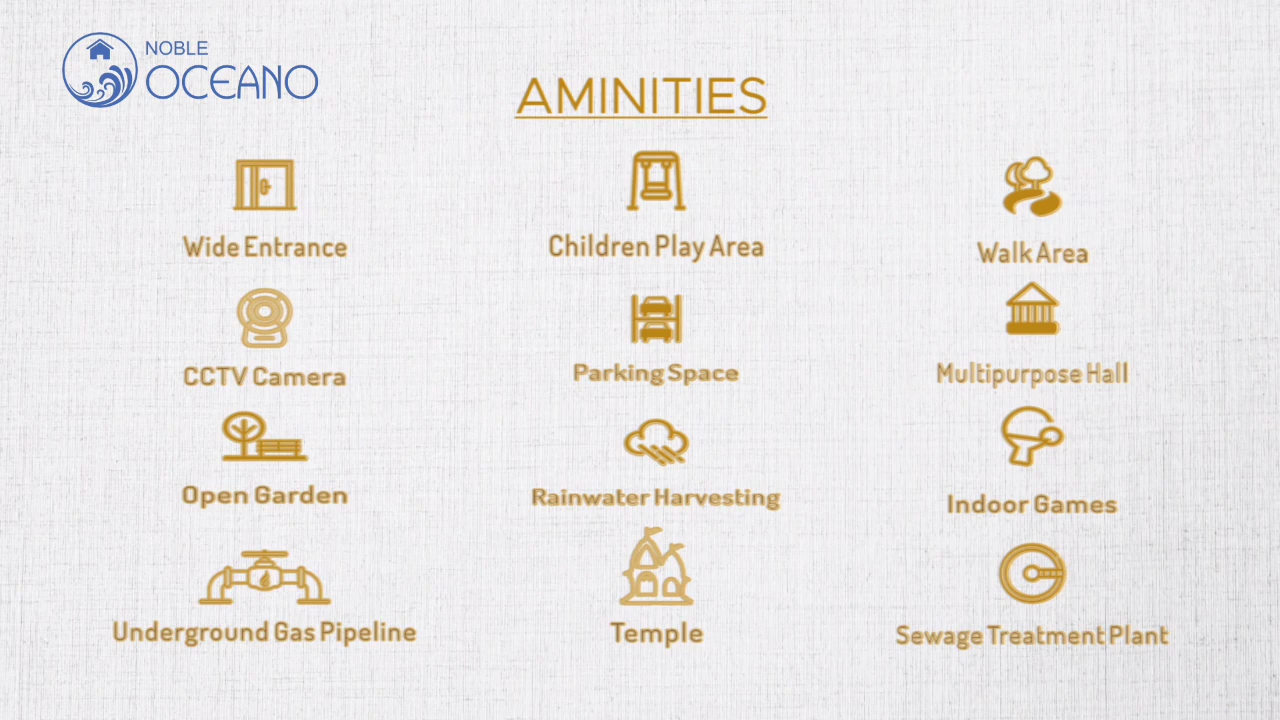 NOBLE
OCEANO
AMINITIES
Wide Entrance
Children Play Area
Walk Area
CCTV Camera
Parking Space
Multipurpose Hall
Open Garden
Rainwater Harvesting
Indoor Games
Underground Gas Pipeline
Temple
Sewage Treatment Plant